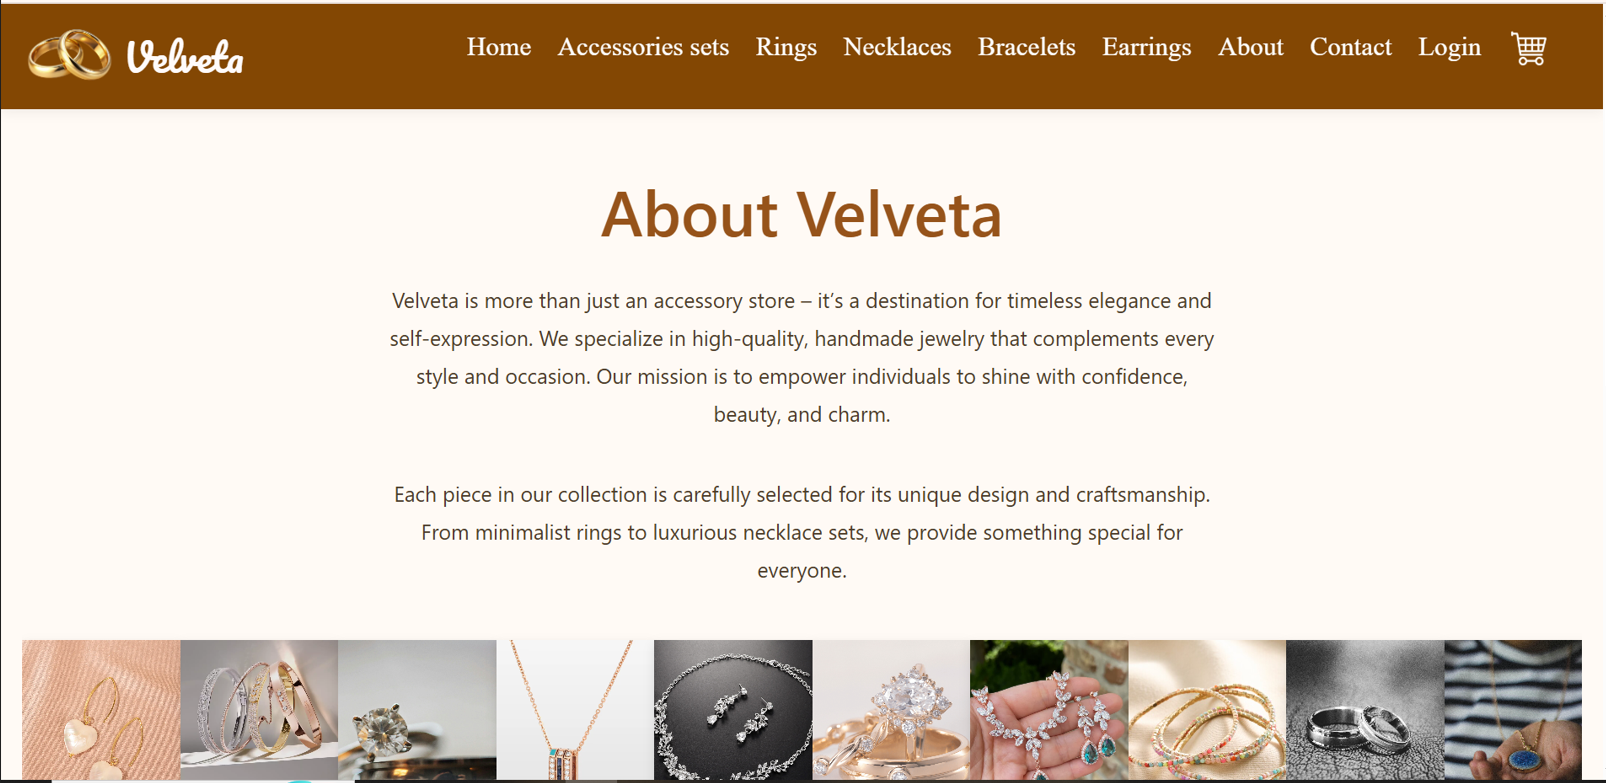 Velveta
Home Accessories sets Rings Necklaces Bracelets Earrings About Contact Login
About Velveta
Velveta is more than just an accessory store – it’s a destination for timeless elegance and
self-expression. We specialize in high-quality, handmade jewelry that complements every
style and occasion. Our mission is to empower individuals to shine with confidence,
beauty, and charm.
Each piece in our collection is carefully selected for its unique design and craftsmanship.
From minimalist rings to luxurious necklace sets, we provide something special for
everyone.